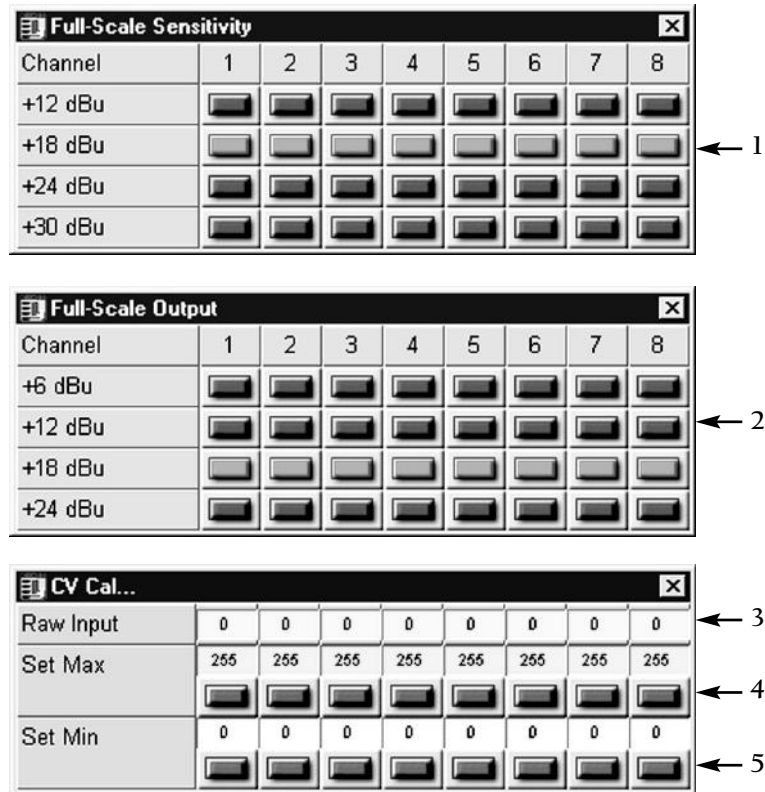 Full-Scale Sensitivity
Channel 1 2 3 4 5 6 7 8
+12 dBu
+18 dBu
1
+24 dBu
+30 dBu
Full-Scale Output
Channel 1 2 3 4 5 6 7 8
+6 dBu
+12 dBu
2
+18 dBu
+24 dBu
CV Cal...
Raw Input 0 0 0 0 0 0 0 0
3
Set Max 255 255 255 255 255 255 255 255
4
Set Min 0 0 0 0 0 0 0 0
5